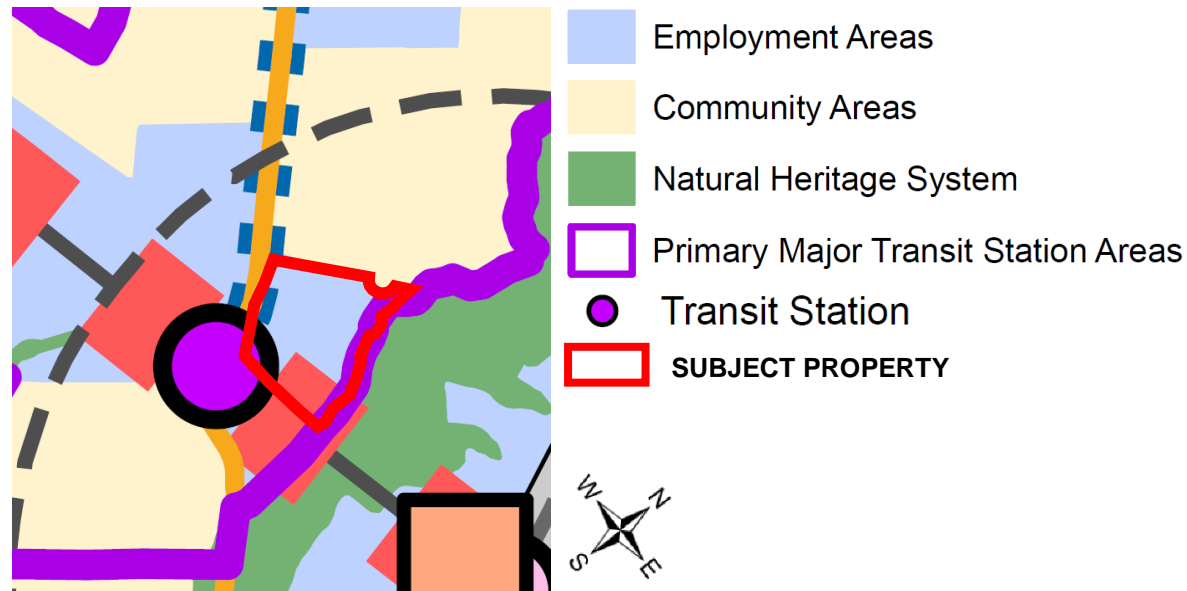 Employment Areas
Community Areas
Natural Heritage System
Primary Major Transit Station Areas
Transit Station
SUBJECT PROPERTY
W N
S E